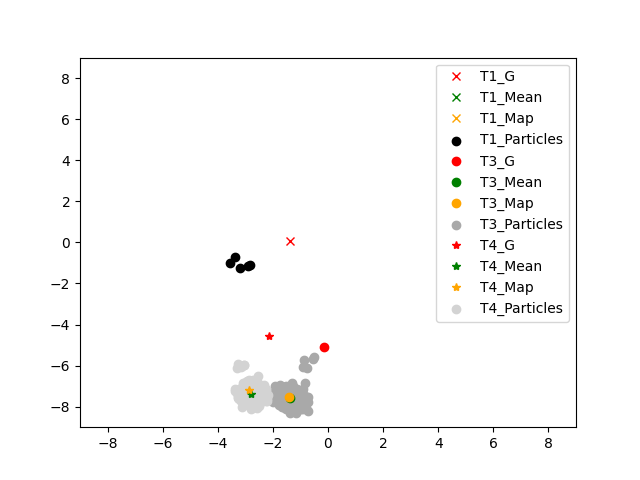 8
6
4
2
0
−2
−4
−6
−8
−8 −6 −4 −2 0 2 4 6 8
T1_G
T1_Mean
T1_Map
T1_Particles
T3_G
T3_Mean
T3_Map
T3_Particles
T4_G
T4_Mean
T4_Map
T4_Particles